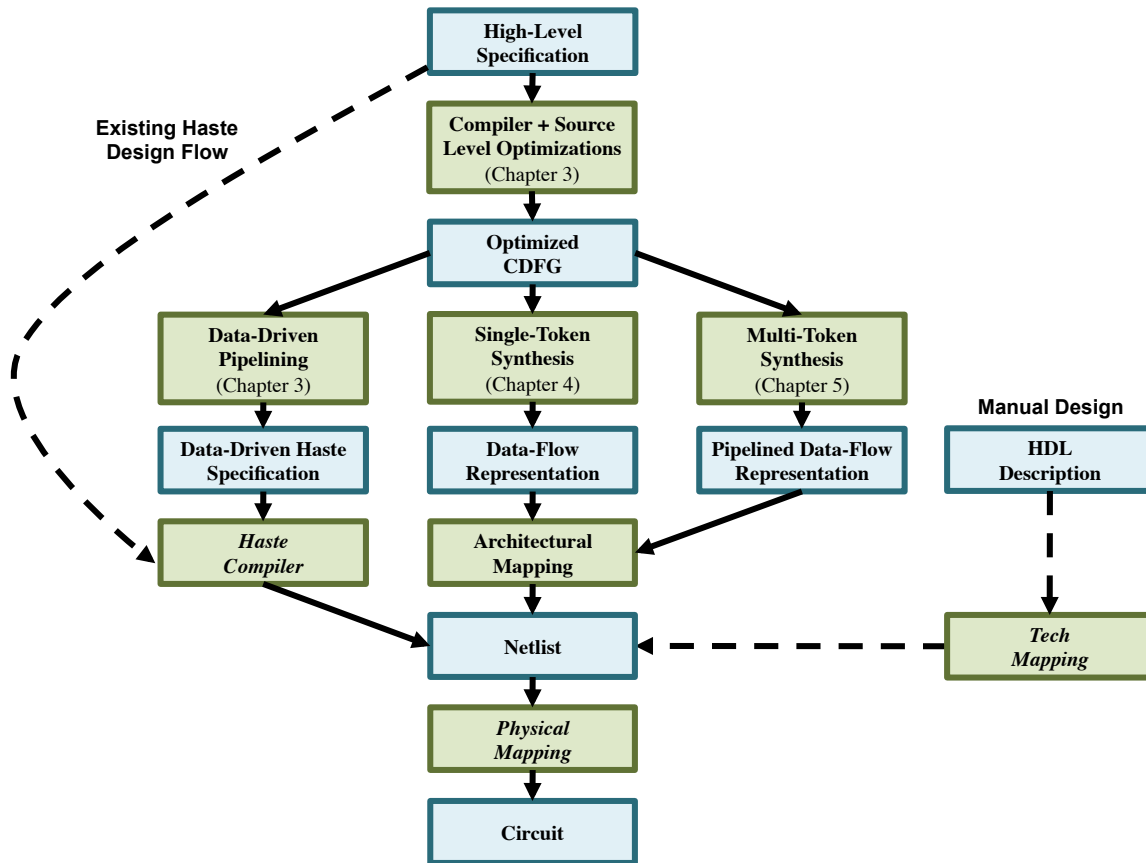 High-Level
Specification
Existing Haste
Design Flow
Compiler + Source
Level Optimizations
(Chapter 3)
Optimized
CDFG
Data-Driven
Pipelining
(Chapter 3)
Single-Token
Synthesis
(Chapter 4)
Multi-Token
Synthesis
(Chapter 5)
Manual Design
Data-Driven Haste
Specification
Data-Flow
Representation
Pipelined Data-Flow
Representation
HDL
Description
Haste
Compiler
Architectural
Mapping
Netlist
Tech
Mapping
Physical
Mapping
Circuit